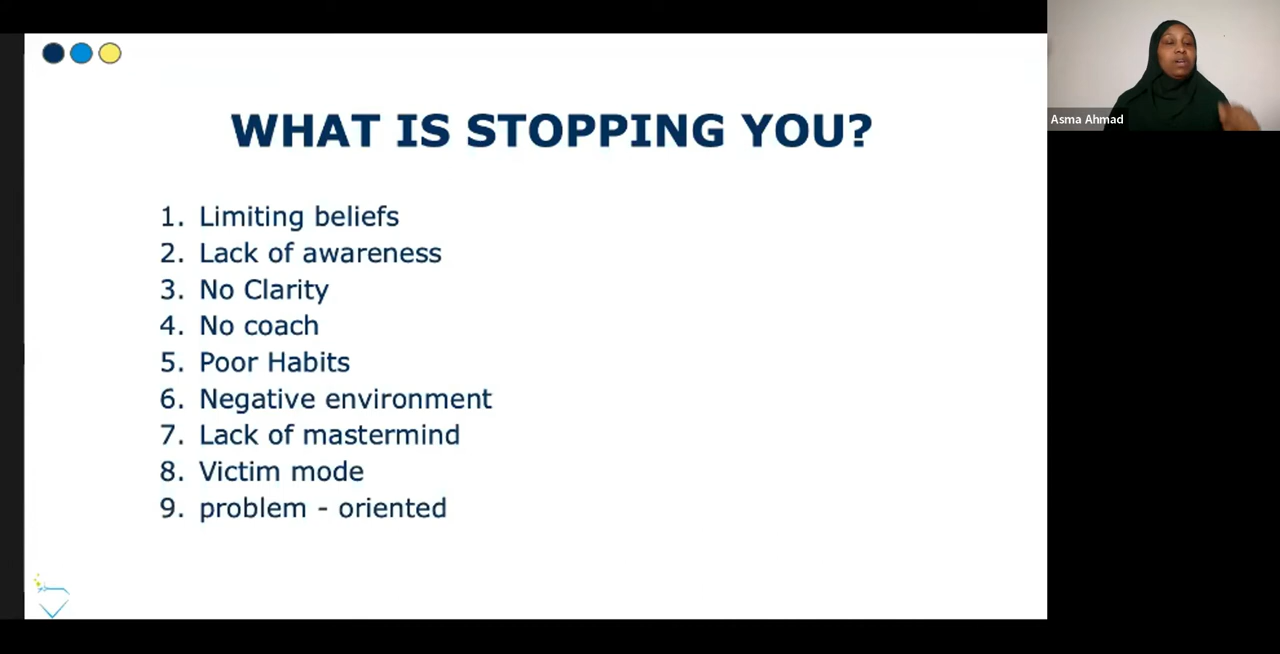 WHAT IS STOPPING YOU?
1. Limiting beliefs
2. Lack of awareness
3. No Clarity
4. No coach
5. Poor Habits
6. Negative environment
7. Lack of mastermind
8. Victim mode
9. problem - oriented
Asma Ahmad